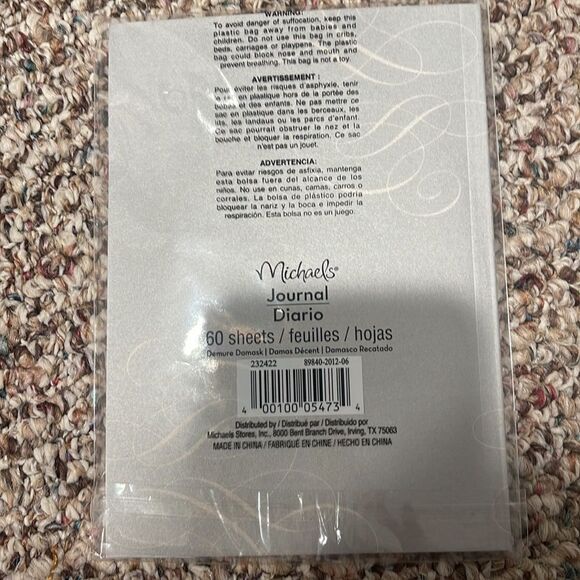 WARNING:
To avoid danger of suffocation, keep this
plastic bag away from babies and
children. Do not use this bag in cribs,
beds, carriages or playpens. The plastic
bag could block nose and mouth and
prevent breathing. This bag is not a toy
AVERTISSEMENT :
Pour éviter les risques d'asphyxie, tenir
le sac en plastique hors de la portée des
bébés et des enfants. Ne pas mettre ce
sac en plastique dans les berceaux, les
lits, les landaus ou les parcs d'enfant.
Ce sac pourrait obstruer le nez et la
bouche et bloquer la respiration. Ce sac
n'est pas un jouet.
ADVERTENCIA:
Para evitar riesgos de asfixia, mantenga
esta bolsa fuera del alcance de los
niños. No use en cunas, camas, carros o
corrales. La bolsa de plástico podria
bloquear la nariz y la boca e impedir la
respiración. Esta bolsa no es un juego.
Michaels®
Journal
Diario
60 sheets / feuilles / hojas
Demure Damask | Damas Décent | Damasco Recatado
232422 89840-2012-06
4 00100 05473 4
Distributed by / Distribué par / Distribuido por
Michaels Stores, Inc., 8000 Bent Branch Drive, Irving, TX 75063
MADE IN CHINA / FABRIQUÉ EN CHINE / HECHO EN CHINA